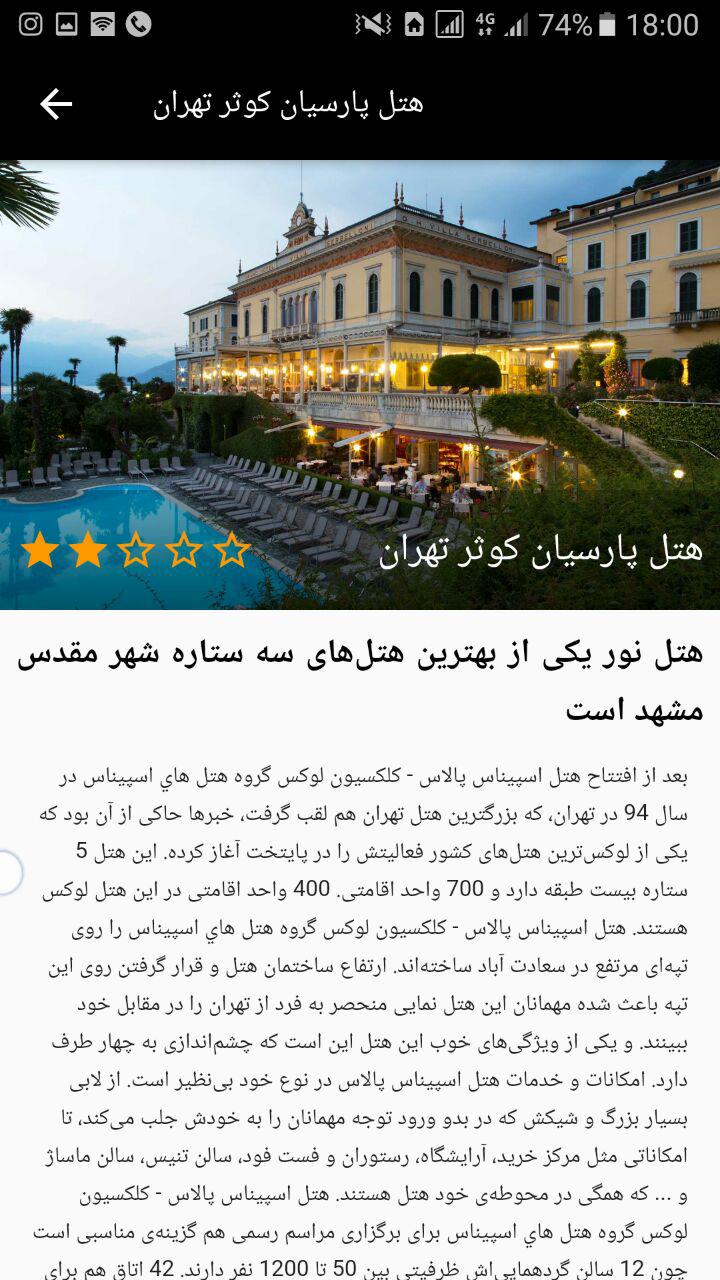 4G 74% 18:00
هتل پارسیان کوثر تهران
G. H. VILLA SERBELLONI
هتل پارسیان کوثر تهران
هتل نور یکی از بهترین هتل‌های سه ستاره شهر مقدس
مشهد است
بعد از افتتاح هتل اسپیناس پالاس - کلکسیون لوکس گروه هتل هاي اسپیناس در
سال 94 در تهران، که بزرگترین هتل تهران هم لقب گرفت، خبرها حاکی از آن بود که
یکی از لوکس‌ترین هتل‌های کشور فعالیتش را در پایتخت آغاز کرده. این هتل 5
ستاره بیست طبقه دارد و 700 واحد اقامتی. 400 واحد اقامتی در این هتل لوکس
هستند. هتل اسپیناس پالاس - کلکسیون لوکس گروه هتل هاي اسپیناس را روی
تپه‌ای مرتفع در سعادت آباد ساخته‌اند. ارتفاع ساختمان هتل و قرار گرفتن روی این
تپه باعث شده مهمانان این هتل نمایی منحصر به فرد از تهران را در مقابل خود
ببینند. و یکی از ویژگی‌های خوب این هتل این است که چشم‌اندازی به چهار طرف
دارد. امکانات و خدمات هتل اسپیناس پالاس در نوع خود بی‌نظیر است. از لابی
بسیار بزرگ و شیکش که در بدو ورود توجه مهمانان را به خودش جلب می‌کند، تا
امکاناتی مثل مرکز خرید، آرایشگاه، رستوران و فست فود، سالن تنیس، سالن ماساژ
و ... که همگی در محوطه‌ی خود هتل هستند. هتل اسپیناس پالاس - کلکسیون
لوکس گروه هتل هاي اسپیناس برای برگزاری مراسم رسمی هم گزینه‌ی مناسبی است
چون 12 سالن گردهمایی‌اش ظرفیتی بین 50 تا 1200 نفر دارند. 42 اتاق هم برای